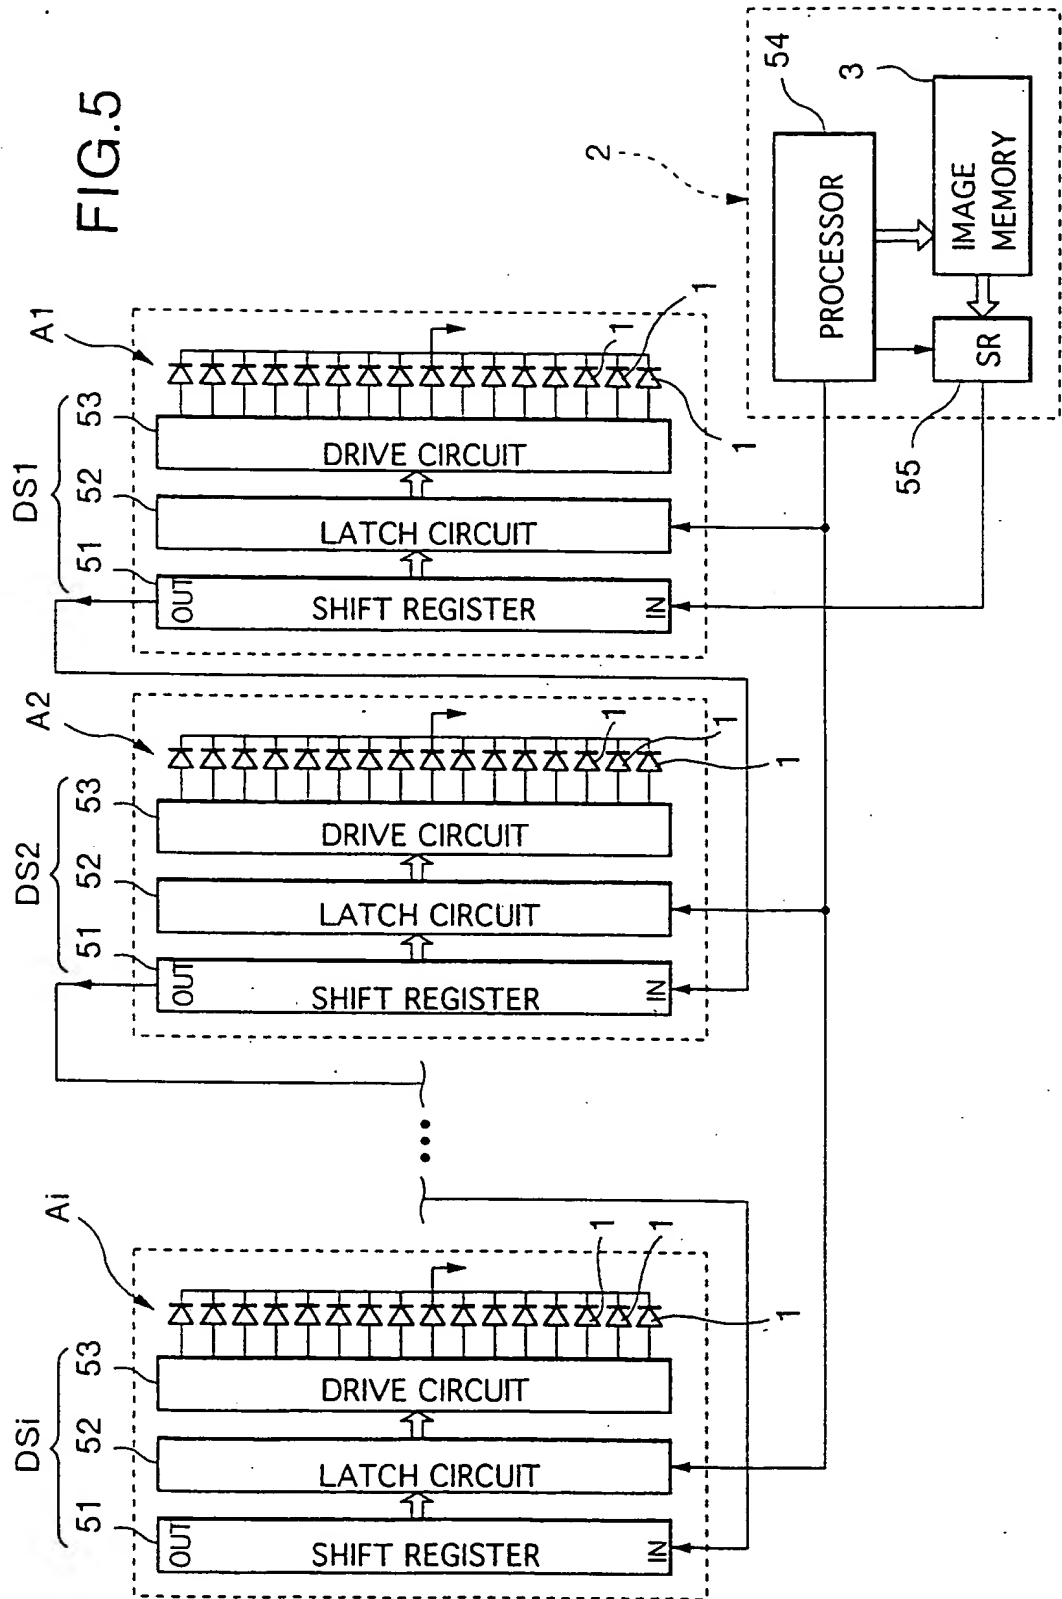 FIG.5
Ai
DSi
51
52
53
OUT
SHIFT REGISTER
IN
LATCH CIRCUIT
DRIVE CIRCUIT
1
1
1
A2
DS2
51
52
53
OUT
SHIFT REGISTER
IN
LATCH CIRCUIT
DRIVE CIRCUIT
1
1
1
A1
DS1
51
52
53
OUT
SHIFT REGISTER
IN
LATCH CIRCUIT
DRIVE CIRCUIT
1
1
1
2
54
PROCESSOR
3
IMAGE
MEMORY
SR
55